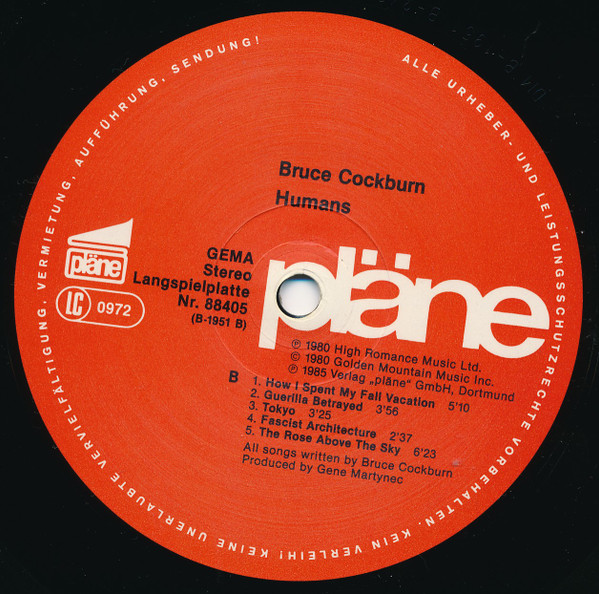 ALLE URHEBER- UND LEISTUNGSSCHUTZRECHTE VORBEHALTEN. KEIN VERLEIH! KEINE UNERLAUBTE VERVIELFÄLTIGUNG, VERMIETUNG, AUFFÜHRUNG, SENDUNG!
Bruce Cockburn
Humans
pläne
LC 0972
GEMA
Stereo
Langspielplatte
Nr. 88405
(B-1951 B)
pläne
℗ 1980 High Romance Music Ltd.
© 1980 Golden Mountain Music Inc.
℗ 1985 Verlag „pläne" GmbH, Dortmund
B 1. How I Spent My Fall Vacation 5'10
2. Guerilla Betrayed 3'56
3. Tokyo 3'25
4. Fascist Architecture 2'37
5. The Rose Above The Sky 6'23
All songs written by Bruce Cockburn
Produced by Gene Martynec